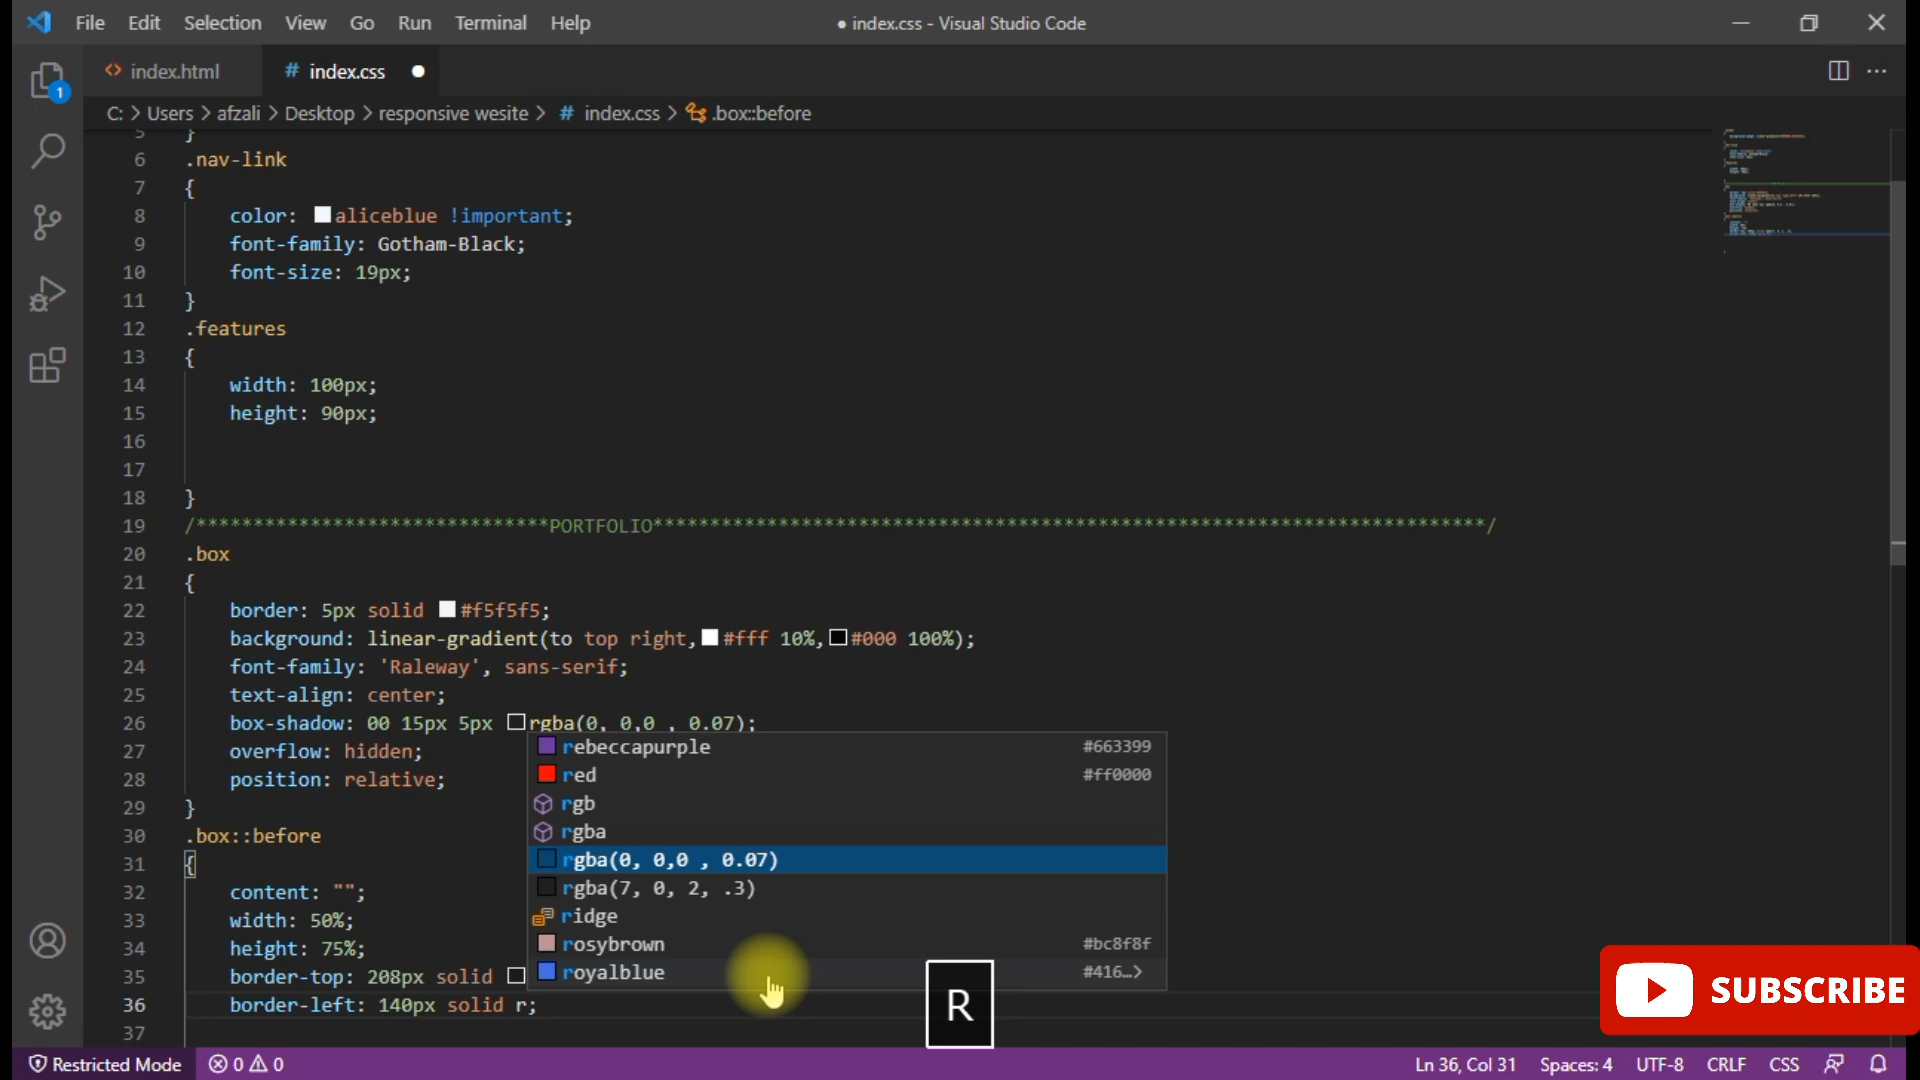 File Edit Selection View Go Run Terminal Help
● index.css - Visual Studio Code
index.html
# index.css ●
C: > Users > afzali > Desktop > responsive wesite > # index.css > .box::before
1
5 }
6 .nav-link
7 {
8 color: aliceblue !important;
9 font-family: Gotham-Black;
10 font-size: 19px;
11 }
12 .features
13 {
14 width: 100px;
15 height: 90px;
16
17
18 }
19 /*******************************PORTFOLIO*************************************************************************/
20 .box
21 {
22 border: 5px solid #f5f5f5;
23 background: linear-gradient(to top right,#fff 10%,#000 100%);
24 font-family: 'Raleway', sans-serif;
25 text-align: center;
26 box-shadow: 00 15px 5px rgba(0, 0,0 , 0.07);
27 overflow: hidden;
28 position: relative;
29 }
30 .box::before
31 {
32 content: "";
33 width: 50%;
34 height: 75%;
35 border-top: 208px solid
36 border-left: 140px solid r;
37
rebeccapurple #663399
red #ff0000
rgb
rgba
rgba(0, 0,0 , 0.07)
rgba(7, 0, 2, .3)
ridge
rosybrown #bc8f8f
royalblue #416...>
R
SUBSCRIBE
Restricted Mode 0 0
Ln 36, Col 31 Spaces: 4 UTF-8 CRLF CSS